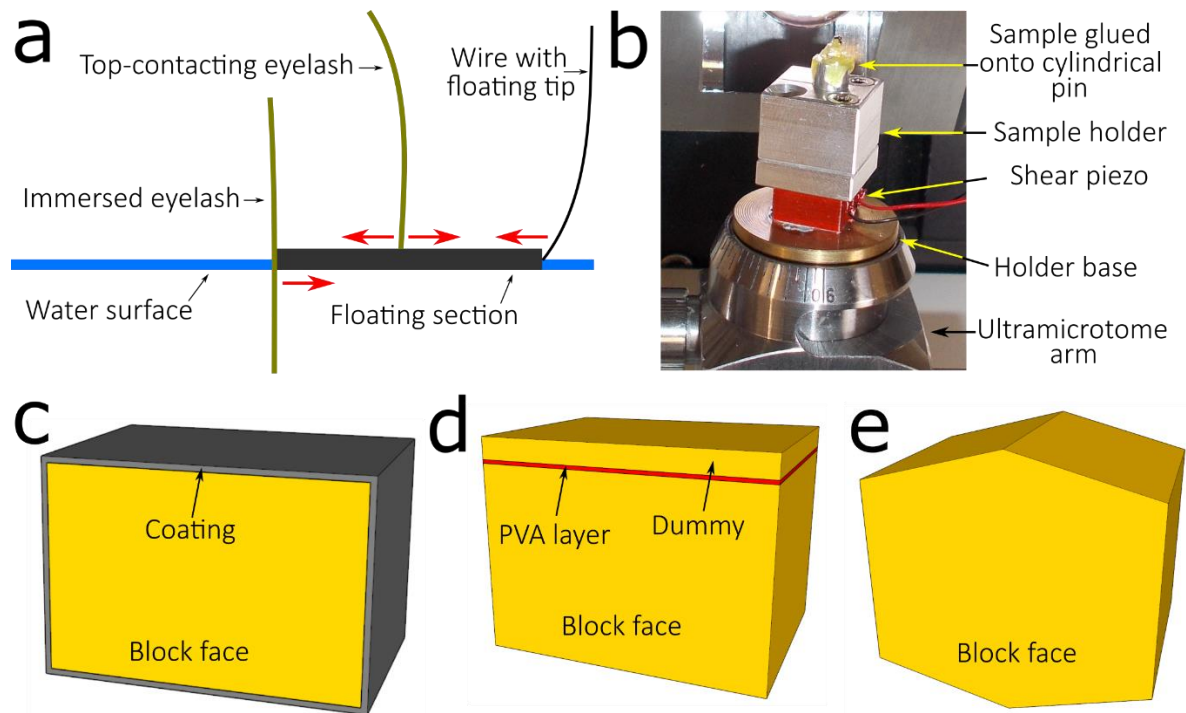 a
Top-contacting eyelash
Wire with
floating tip
Immersed eyelash
Water surface
Floating section
b
Sample glued
onto cylindrical
pin
Sample holder
Shear piezo
Holder base
Ultramicrotome
arm
06
c
Coating
Block face
d
PVA layer
Dummy
Block face
e
Block face